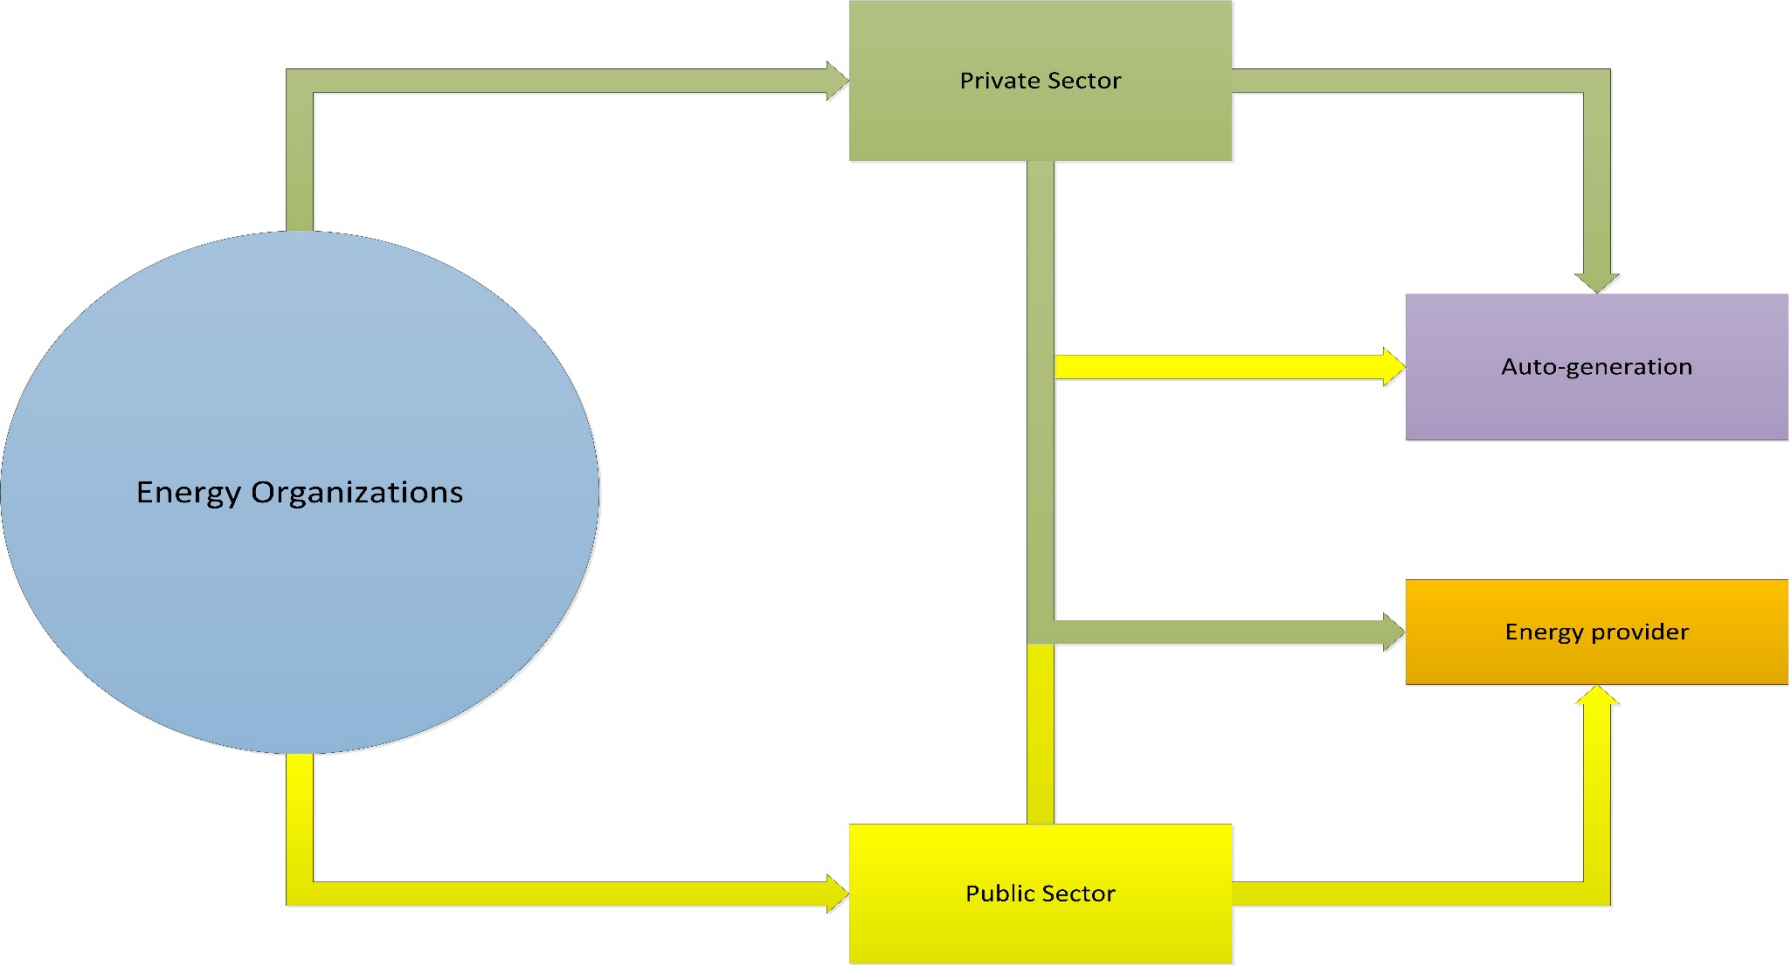 Private Sector
Auto-generation
Energy Organizations
Energy provider
Public Sector